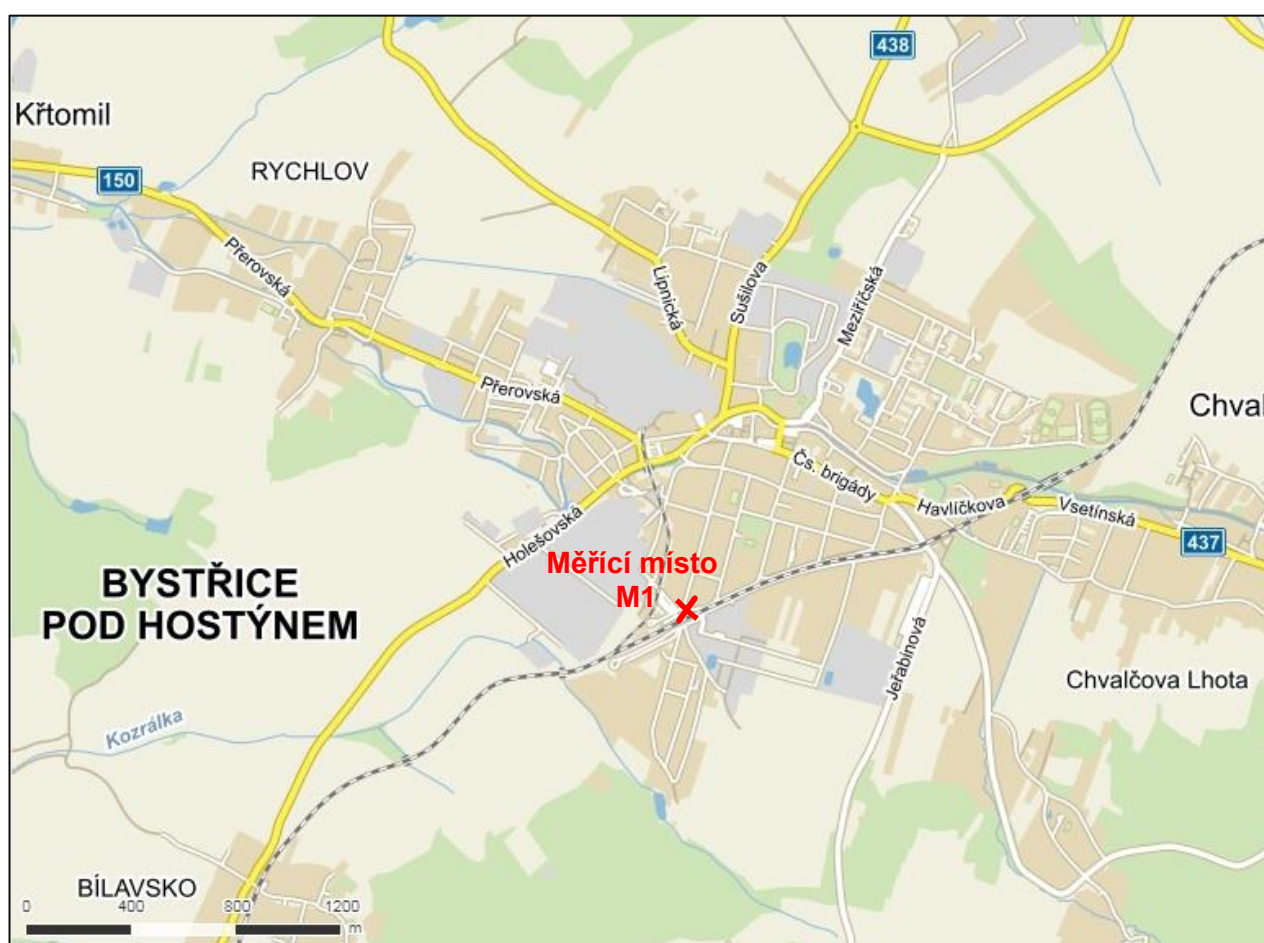 438
Křtomil
RYCHLOV
150
Přerovská
Lipnická
Sušilova
Meziříčská
Přerovská
Chval
Čs. brigády
Havlíčkova
Vsetínská
437
Holešovská
Měřící místo
M1
BYSTŘICE
POD HOSTÝNEM
Jeřabinová
Chvalčova Lhota
Kozrálka
BÍLAVSKO
0 400 800 1200
m